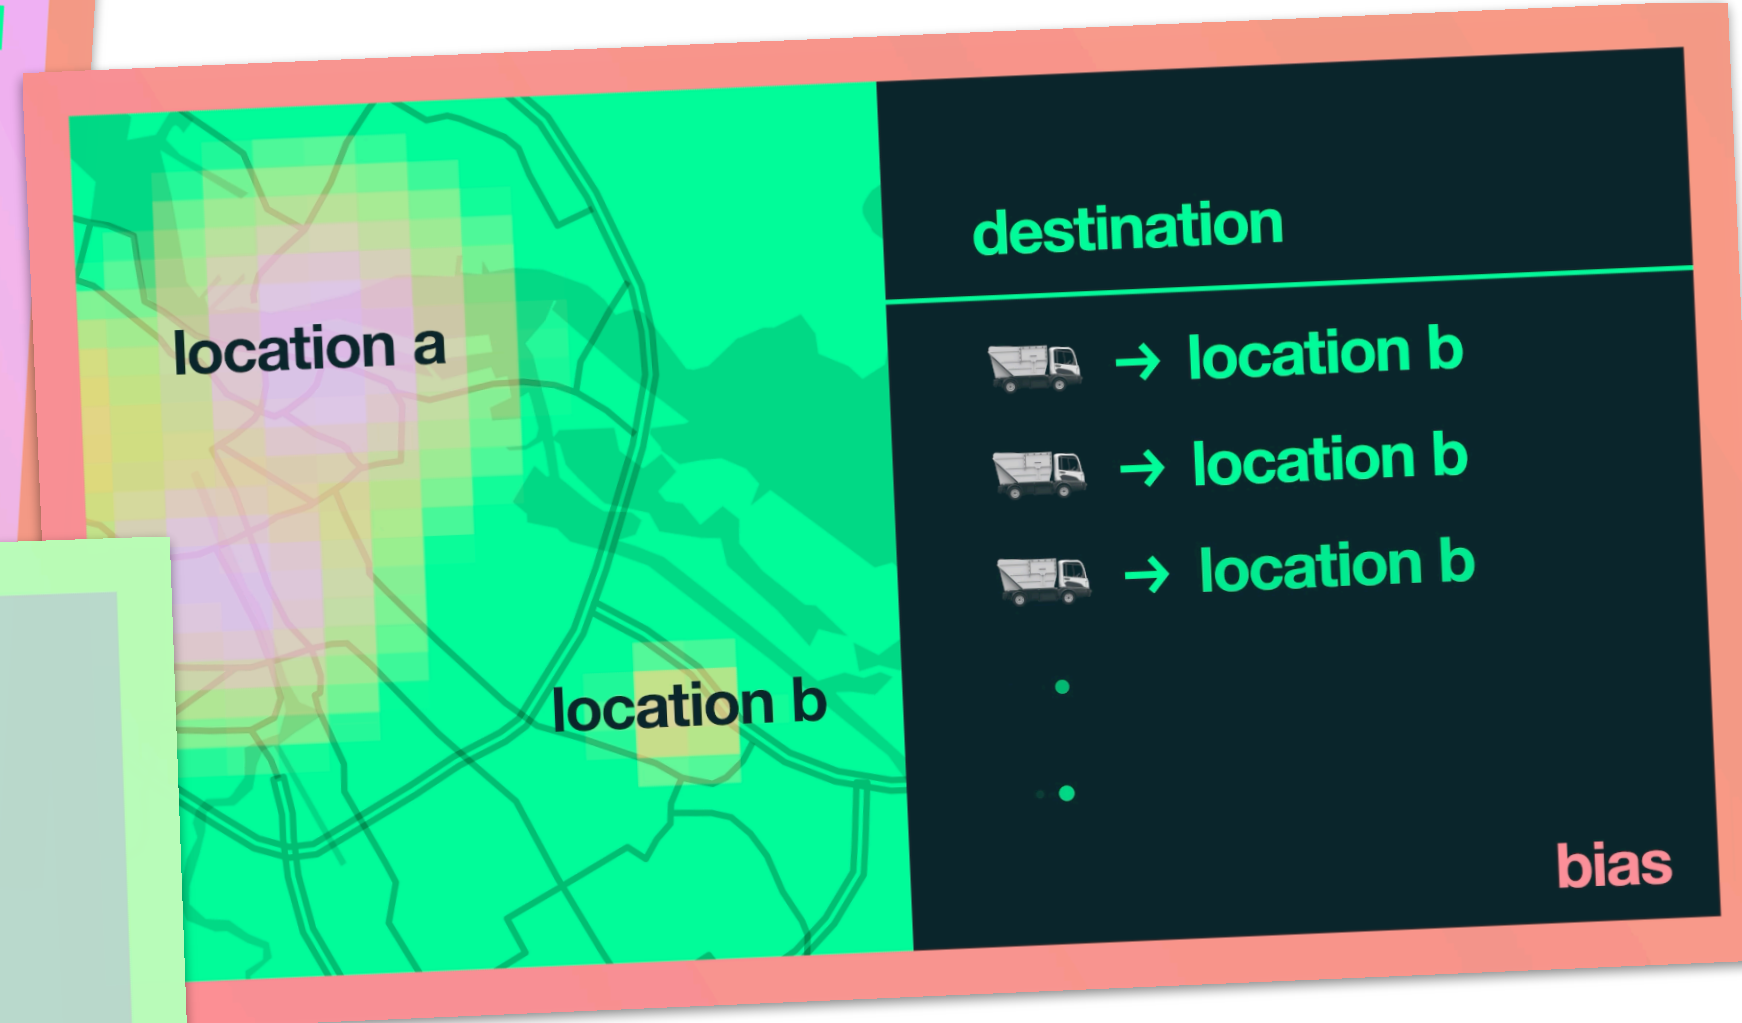 location a
location b
destination
→ location b
→ location b
→ location b
bias